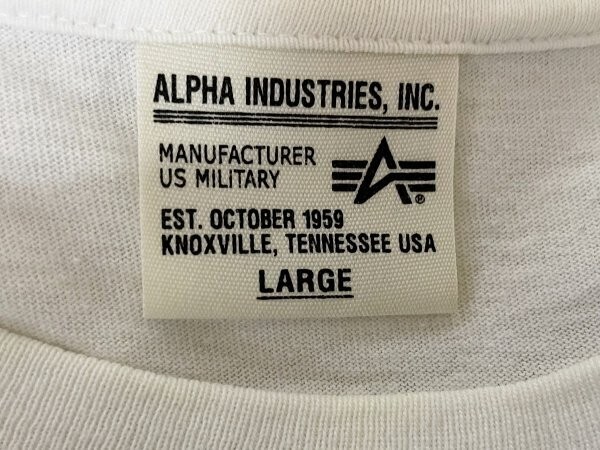 ALPHA INDUSTRIES, INC.
MANUFACTURER
US MILITARY
A®
EST. OCTOBER 1959
KNOXVILLE, TENNESSEE USA
LARGE